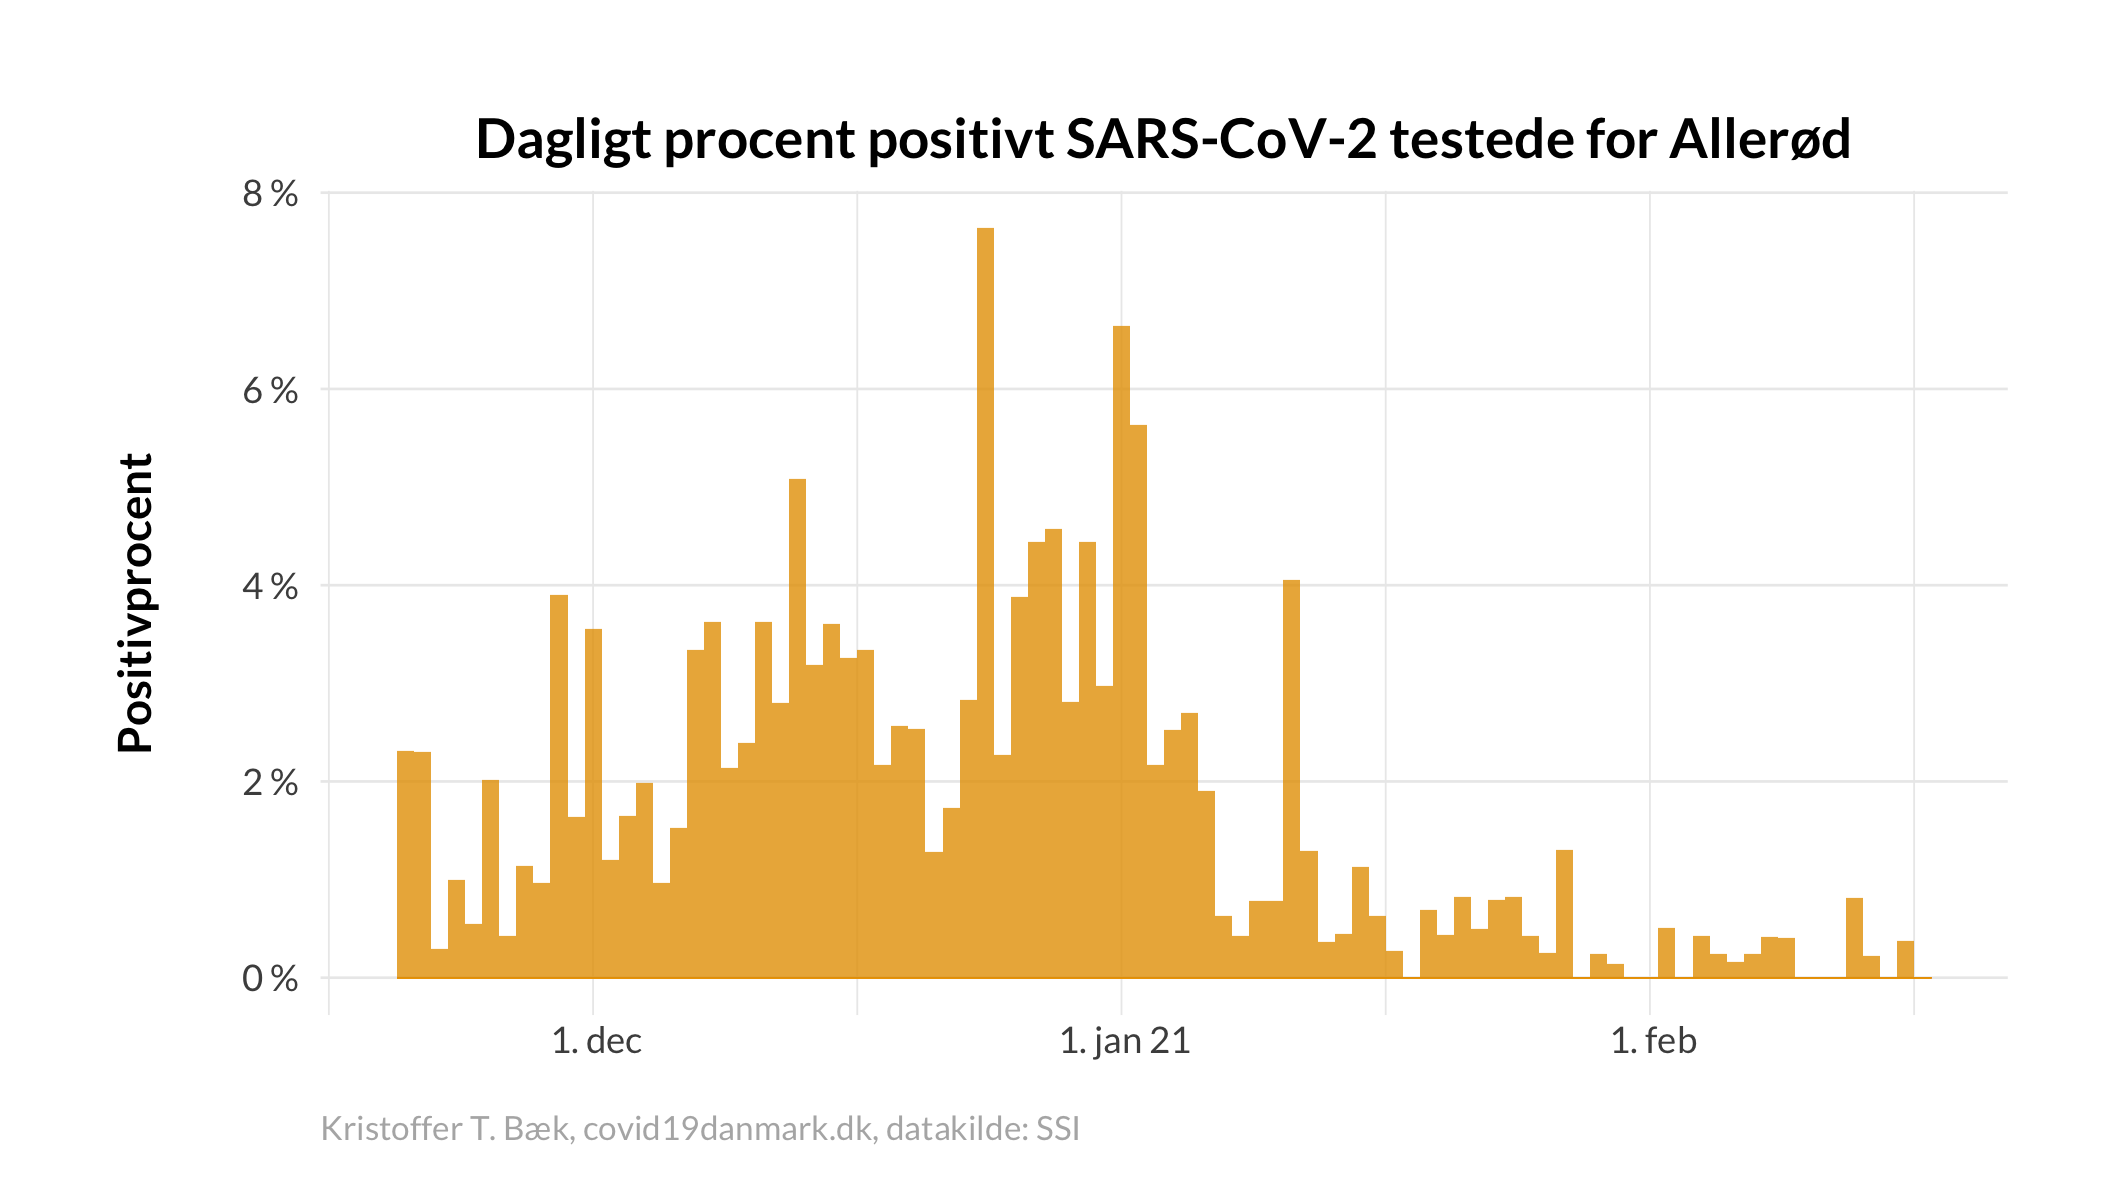 Dagligt procent positivt SARS-CoV-2 testede for Allerød
8 %
6 %
4 %
2 %
0 %
Positivprocent
1. dec
1. jan 21
1. feb
Kristoffer T. Bæk, covid19danmark.dk, datakilde: SSI